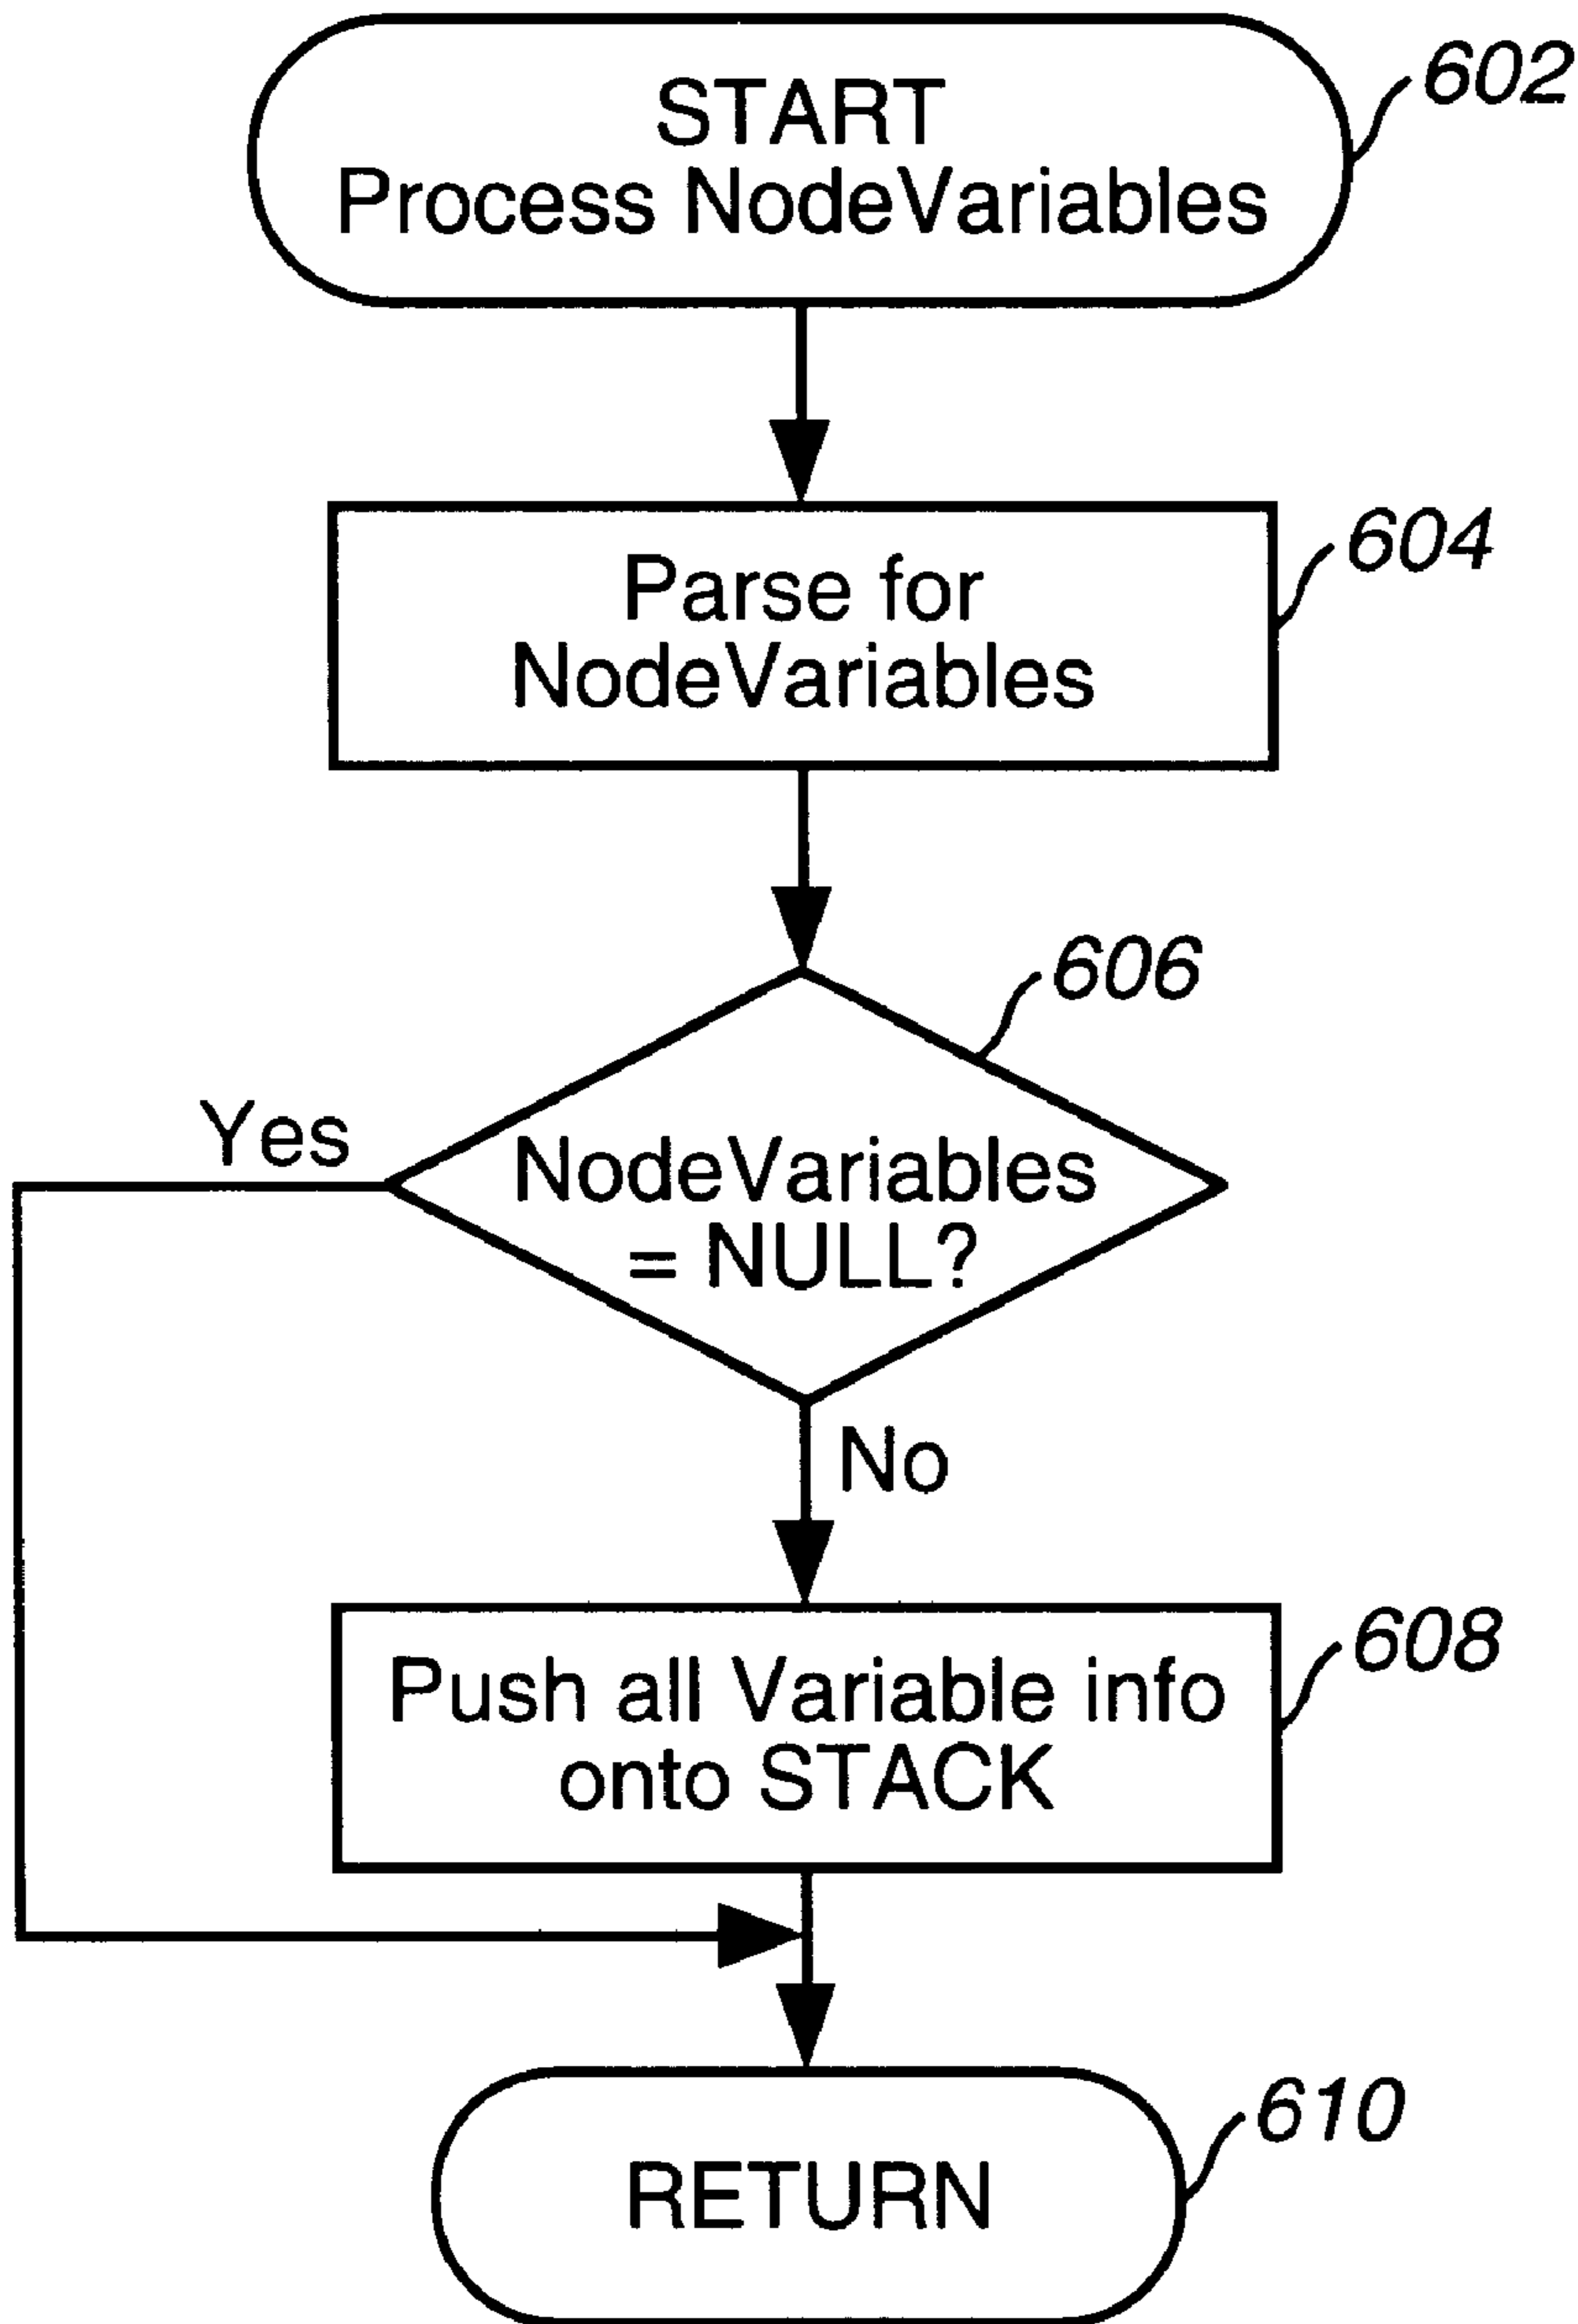 START
Process NodeVariables
602
Parse for
NodeVariables
604
606
Yes
NodeVariables
= NULL?
No
Push all Variable info
onto STACK
608
RETURN
610